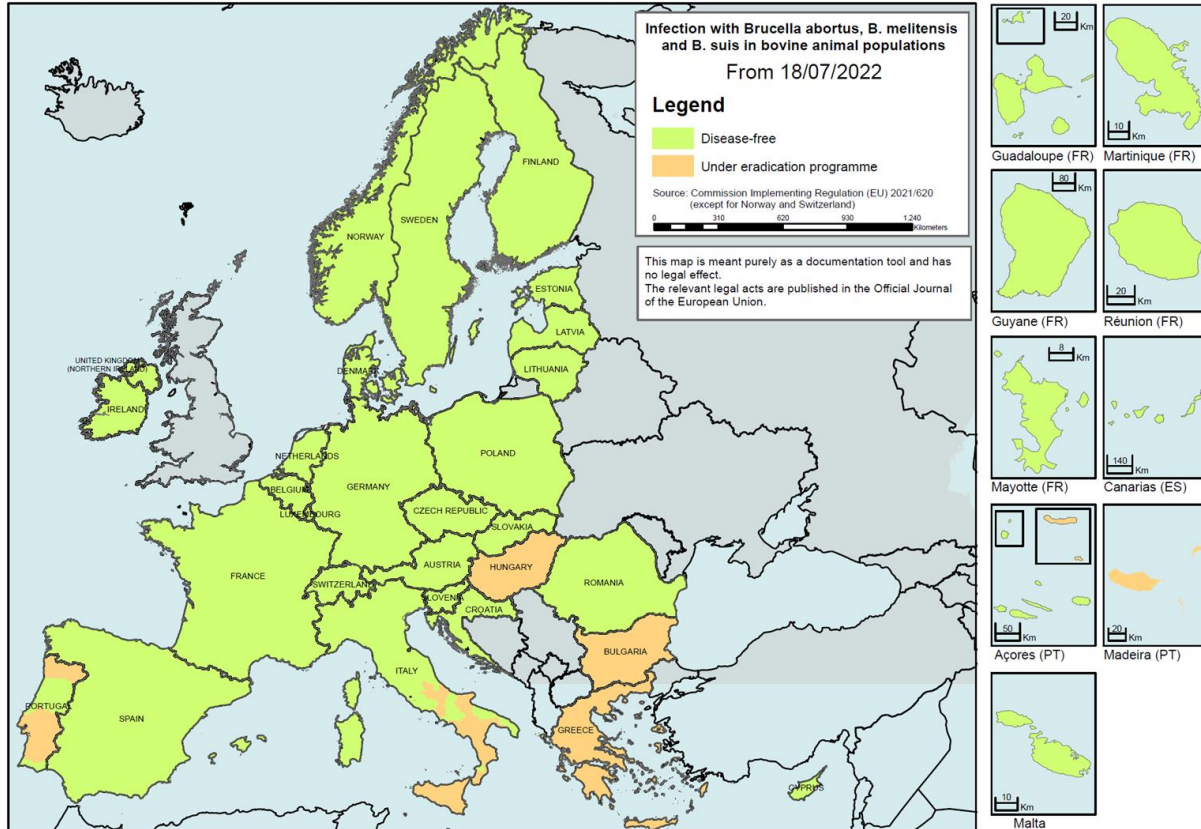 Infection with Brucella abortus, B. melitensis
and B. suis in bovine animal populations
From 18/07/2022
Legend
Disease-free
Under eradication programme
Source: Commission Implementing Regulation (EU) 2021/620
(except for Norway and Switzerland)
0 310 620 930 1.240
Kilometers
This map is meant purely as a documentation tool and has
no legal effect.
The relevant legal acts are published in the Official Journal
of the European Union.
FINLAND
SWEDEN
NORWAY
ESTONIA
LATVIA
LITHUANIA
DENMARK
UNITED KINGDOM
(NORTHERN IRELAND)
IRELAND
NETHERLANDS
POLAND
BELGIUM
GERMANY
LUXEMBOURG
CZECH REPUBLIC
SLOVAKIA
AUSTRIA
HUNGARY
FRANCE
SWITZERLAND
ROMANIA
SLOVENIA
CROATIA
BULGARIA
ITALY
PORTUGAL
SPAIN
GREECE
CYPRUS
20
Km
Guadaloupe (FR)
10
Km
Martinique (FR)
80
Km
Guyane (FR)
20
Km
Réunion (FR)
8
Km
Mayotte (FR)
140
Km
Canarias (ES)
50
Km
Açores (PT)
20
Km
Madeira (PT)
10
Km
Malta